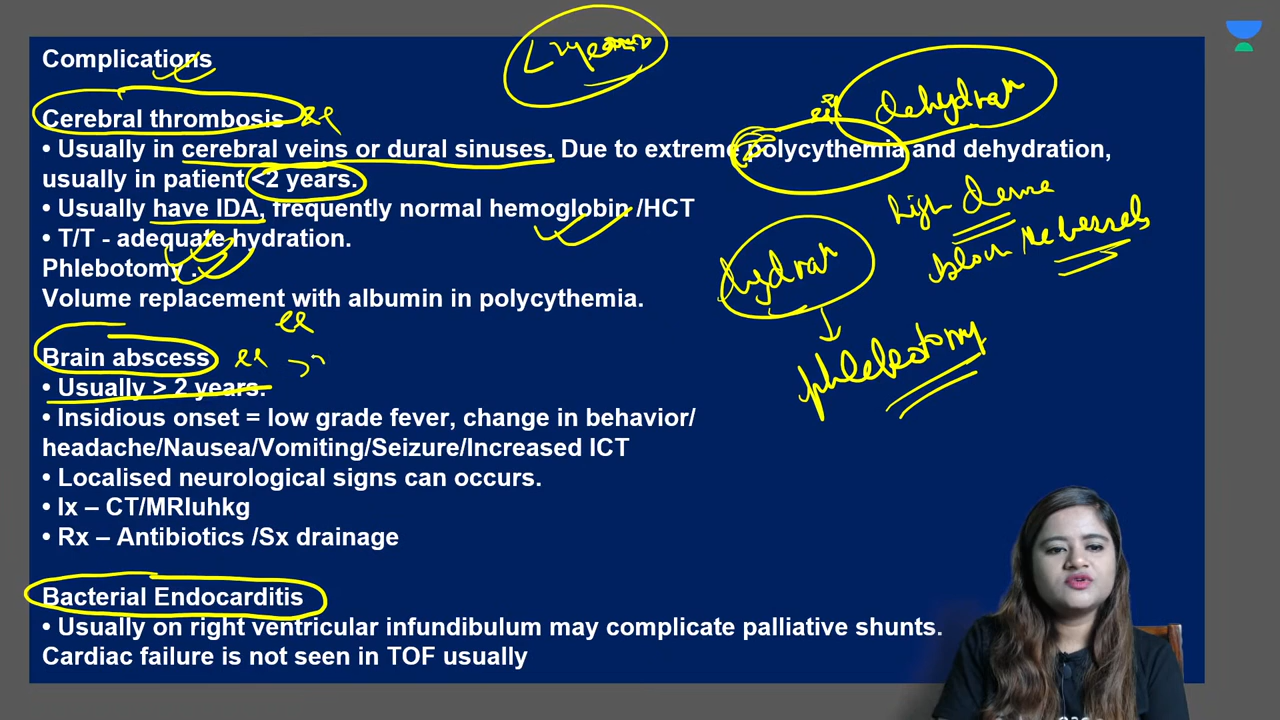 Complications
Cerebral thrombosis
• Usually in cerebral veins or dural sinuses. Due to extreme polycythemia and dehydration,
usually in patient <2 years.
• Usually have IDA, frequently normal hemoglobin /HCT
• T/T - adequate hydration.
Phlebotomy .
Volume replacement with albumin in polycythemia.
Brain abscess
• Usually > 2 years.
• Insidious onset = low grade fever, change in behavior/
headache/Nausea/Vomiting/Seizure/Increased ICT
• Localised neurological signs can occurs.
• Ix – CT/MRIuhkg
• Rx – Antibiotics /Sx drainage
Bacterial Endocarditis
• Usually on right ventricular infundibulum may complicate palliative shunts.
Cardiac failure is not seen in TOF usually
dehydran
high dense
the vessels
phlebotomy